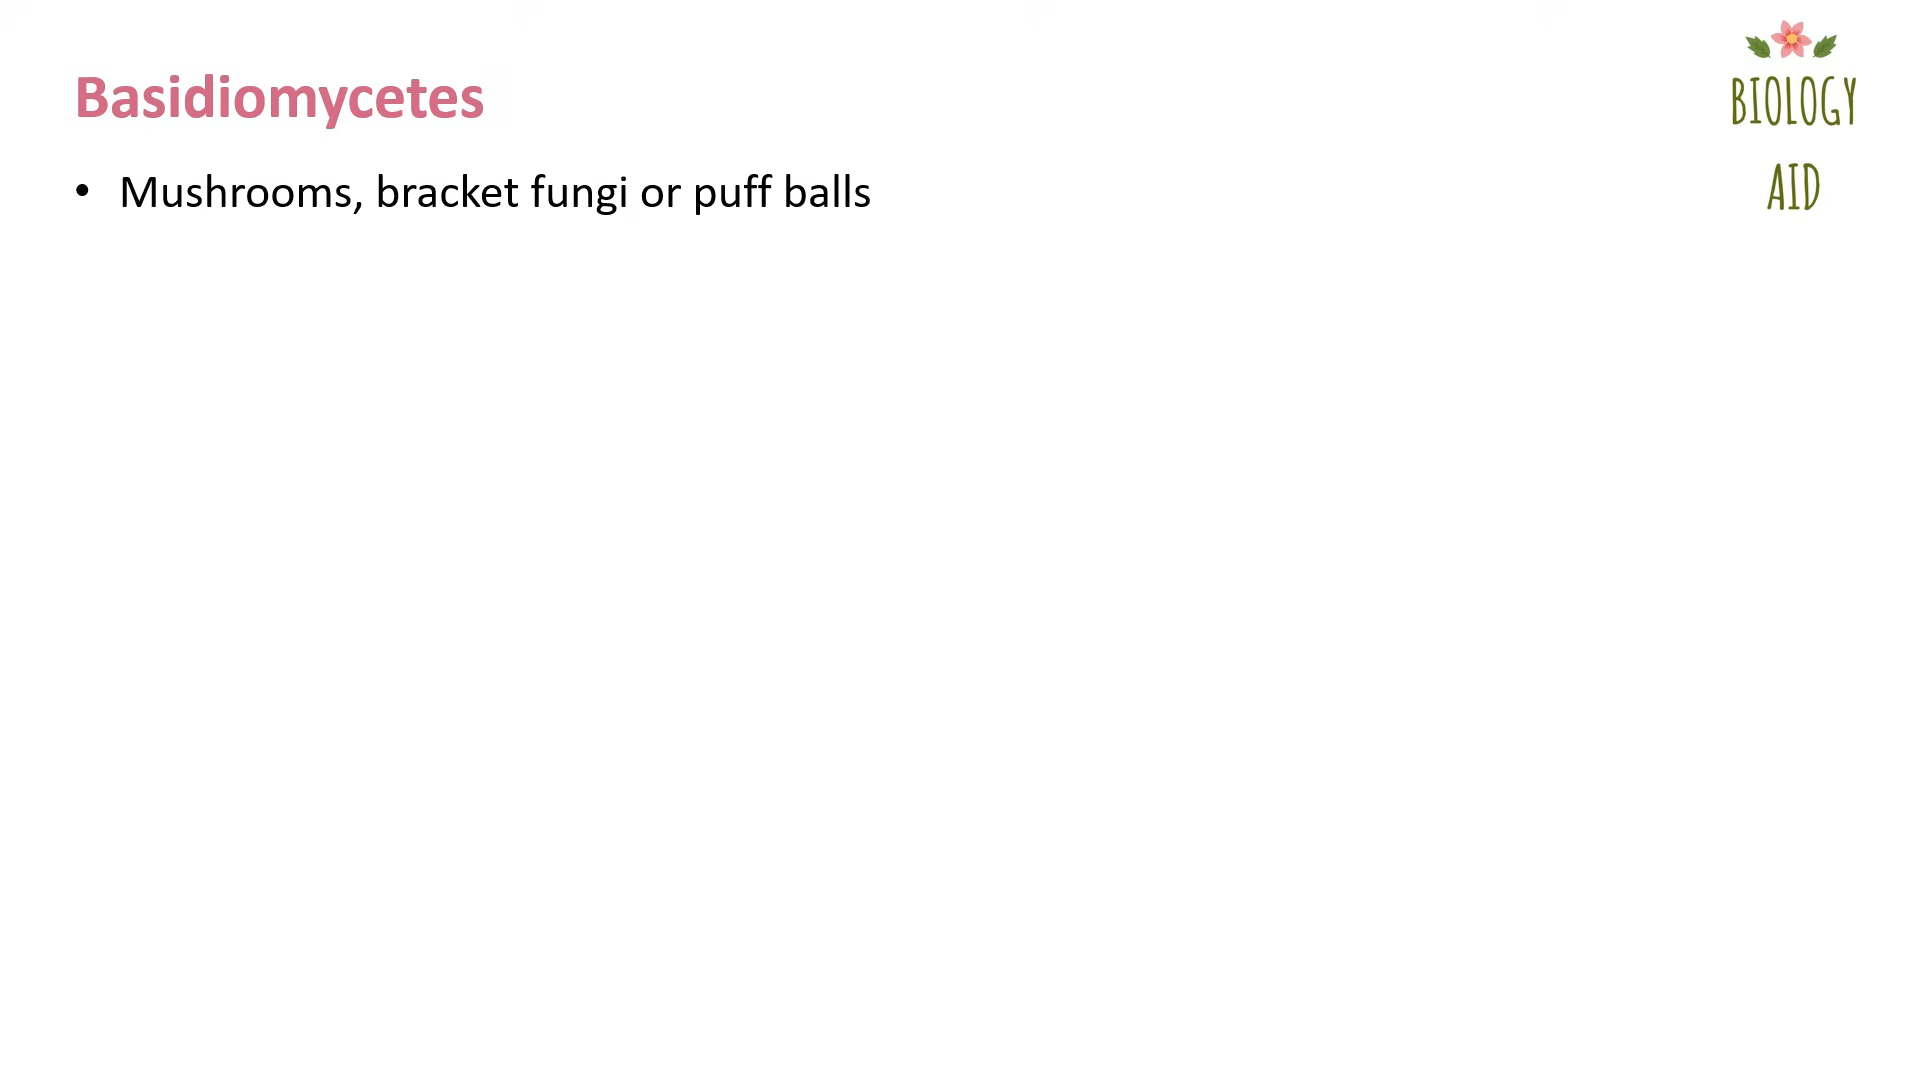 Basidiomycetes
• Mushrooms, bracket fungi or puff balls
BIOLOGY
AID